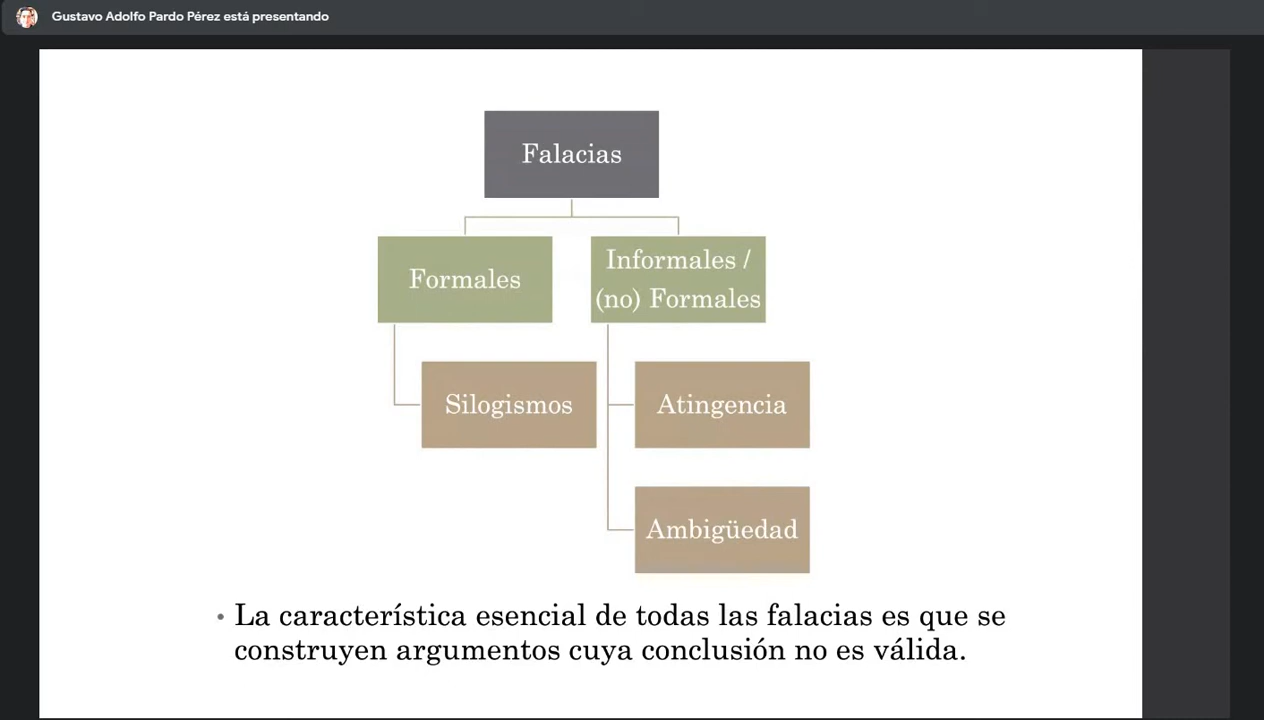 Gustavo Adolfo Pardo Pérez está presentando
Falacias
Formales
Informales /
(no) Formales
Silogismos
Atingencia
Ambigüedad
• La característica esencial de todas las falacias es que se
construyen argumentos cuya conclusión no es válida.